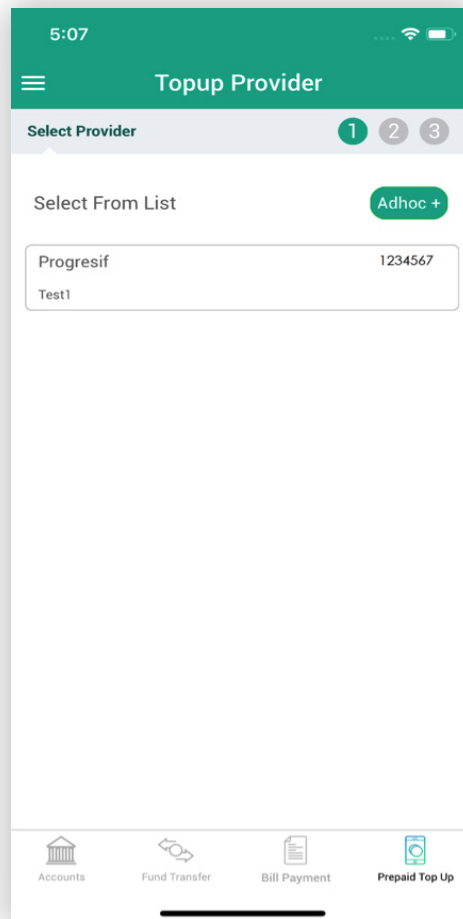 5:07
Topup Provider
Select Provider 1 2 3
Select From List Adhoc +
Progresif 1234567
Test1
Accounts Fund Transfer Bill Payment Prepaid Top Up